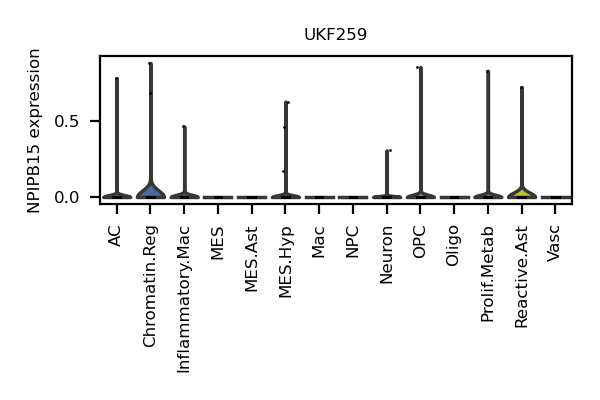 UKF259
NPIPB15 expression
0.5
0.0
AC
Chromatin.Reg
Inflammatory.Mac
MES
MES.Ast
MES.Hyp
Mac
NPC
Neuron
OPC
Oligo
Prolif.Metab
Reactive.Ast
Vasc